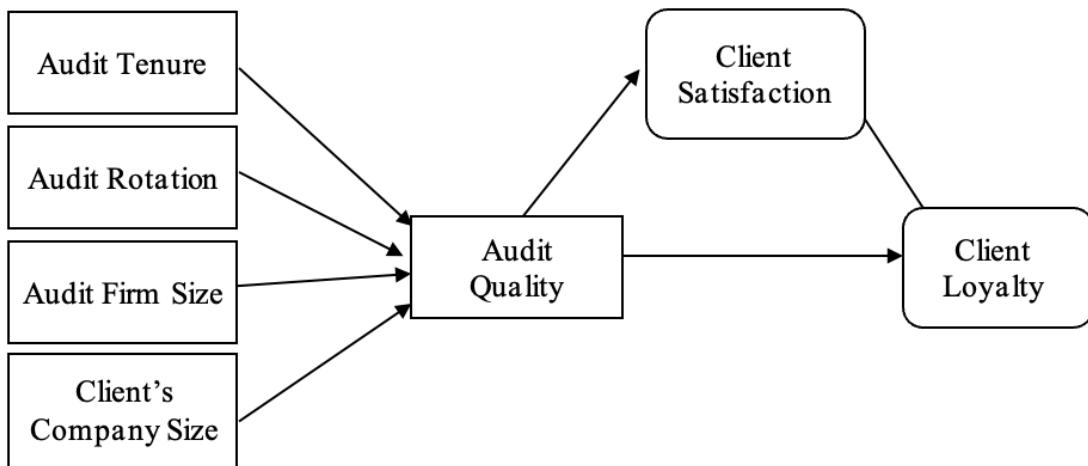 Audit Tenure
Audit Rotation
Audit Firm Size
Client’s
Company Size
Audit
Quality
Client
Satisfaction
Client
Loyalty